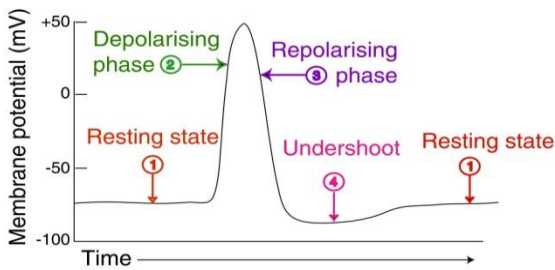 Membrane potential (mV)
+50
0
-50
-100
Depolarising
phase ②
Repolarising
③ phase
Resting state
①
Undershoot
④
Resting state
①
Time